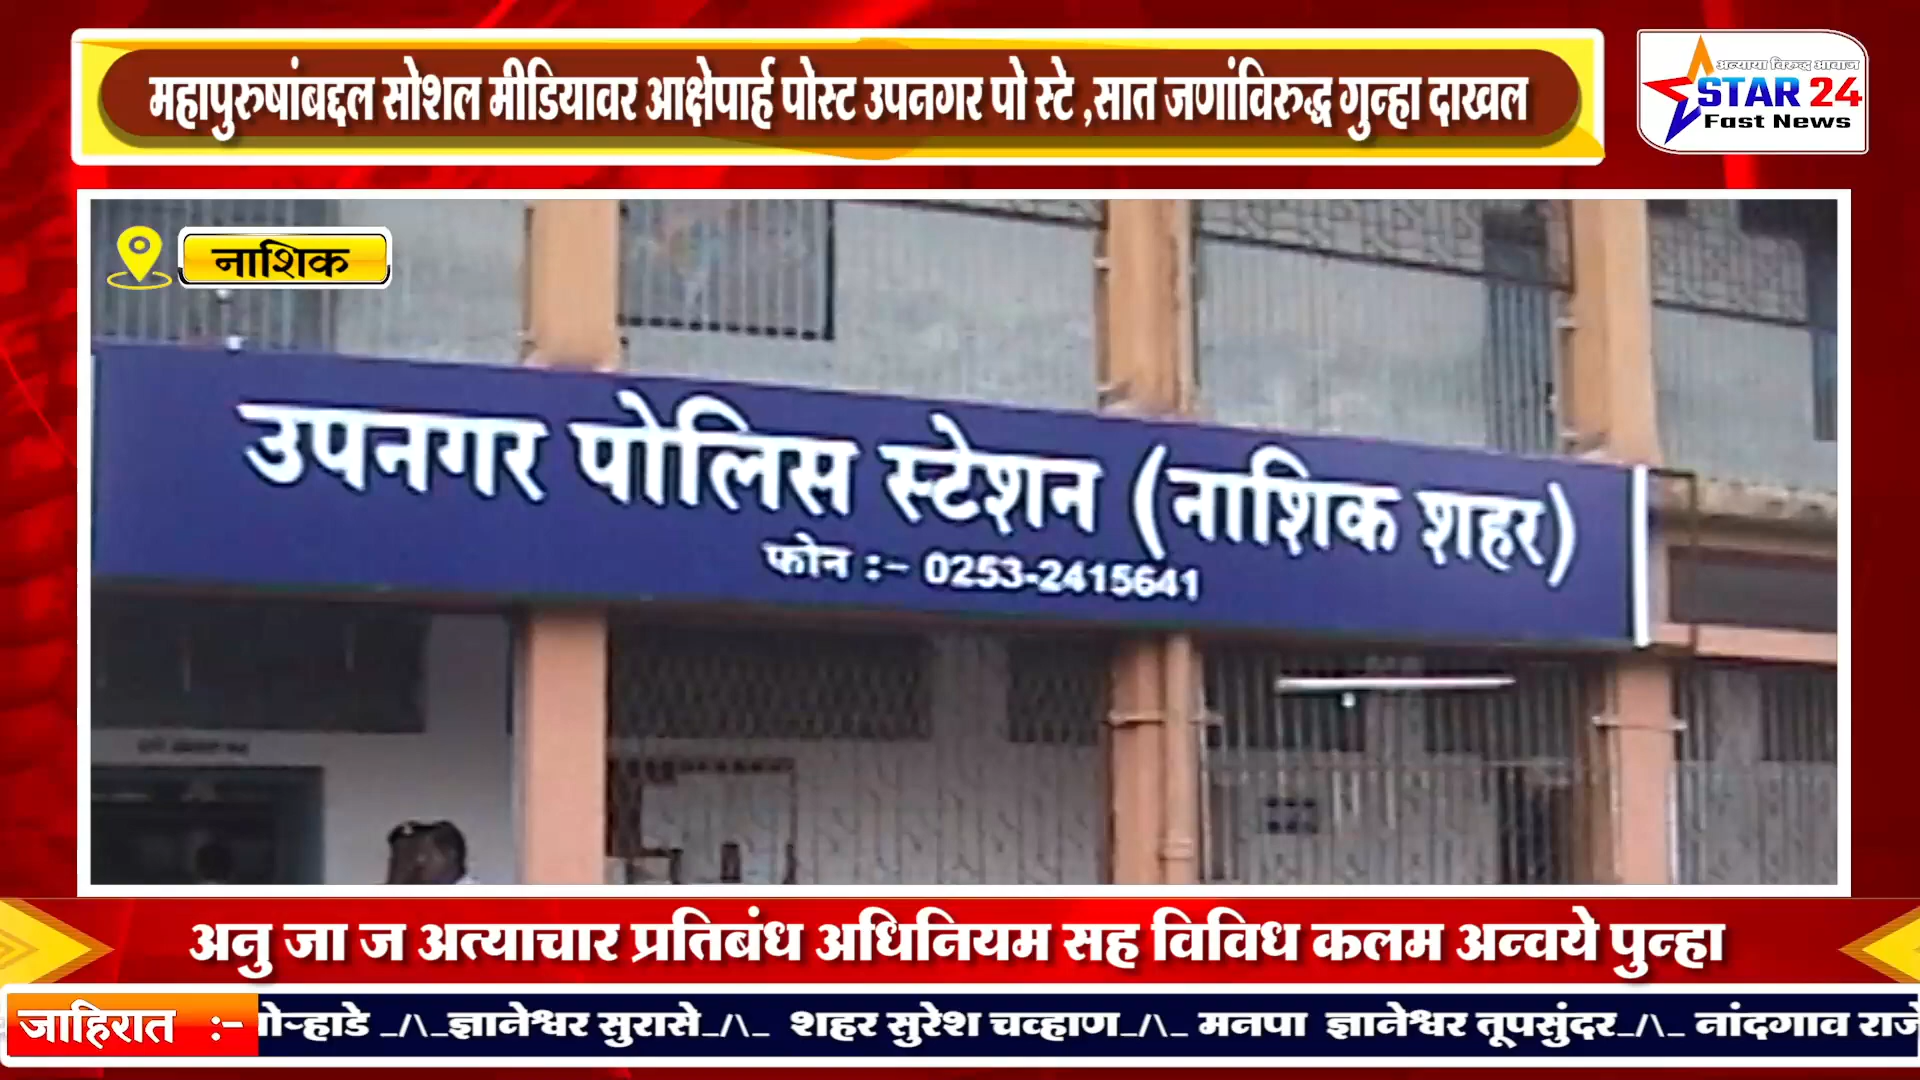 महापुरुषांबद्दल सोशल मीडियावर आक्षेपार्ह पोस्ट उपनगर पो स्टे ,सात जणांविरुद्ध गुन्हा दाखल
अन्याया विरुद्ध आवाज
STAR 24
Fast News
नाशिक
उपनगर पोलिस स्टेशन (नाशिक शहर)
फोन :- 0253-2415641
अनु जा ज अत्याचार प्रतिबंध अधिनियम सह विविध कलम अन्वये पुन्हा
जाहिरात :- गोऱ्हाडे _/\_ज्ञानेश्वर सुरासे_/\_ शहर सुरेश चव्हाण_/\_ मनपा ज्ञानेश्वर तूपसुंदर_/\_ नांदगाव राजे